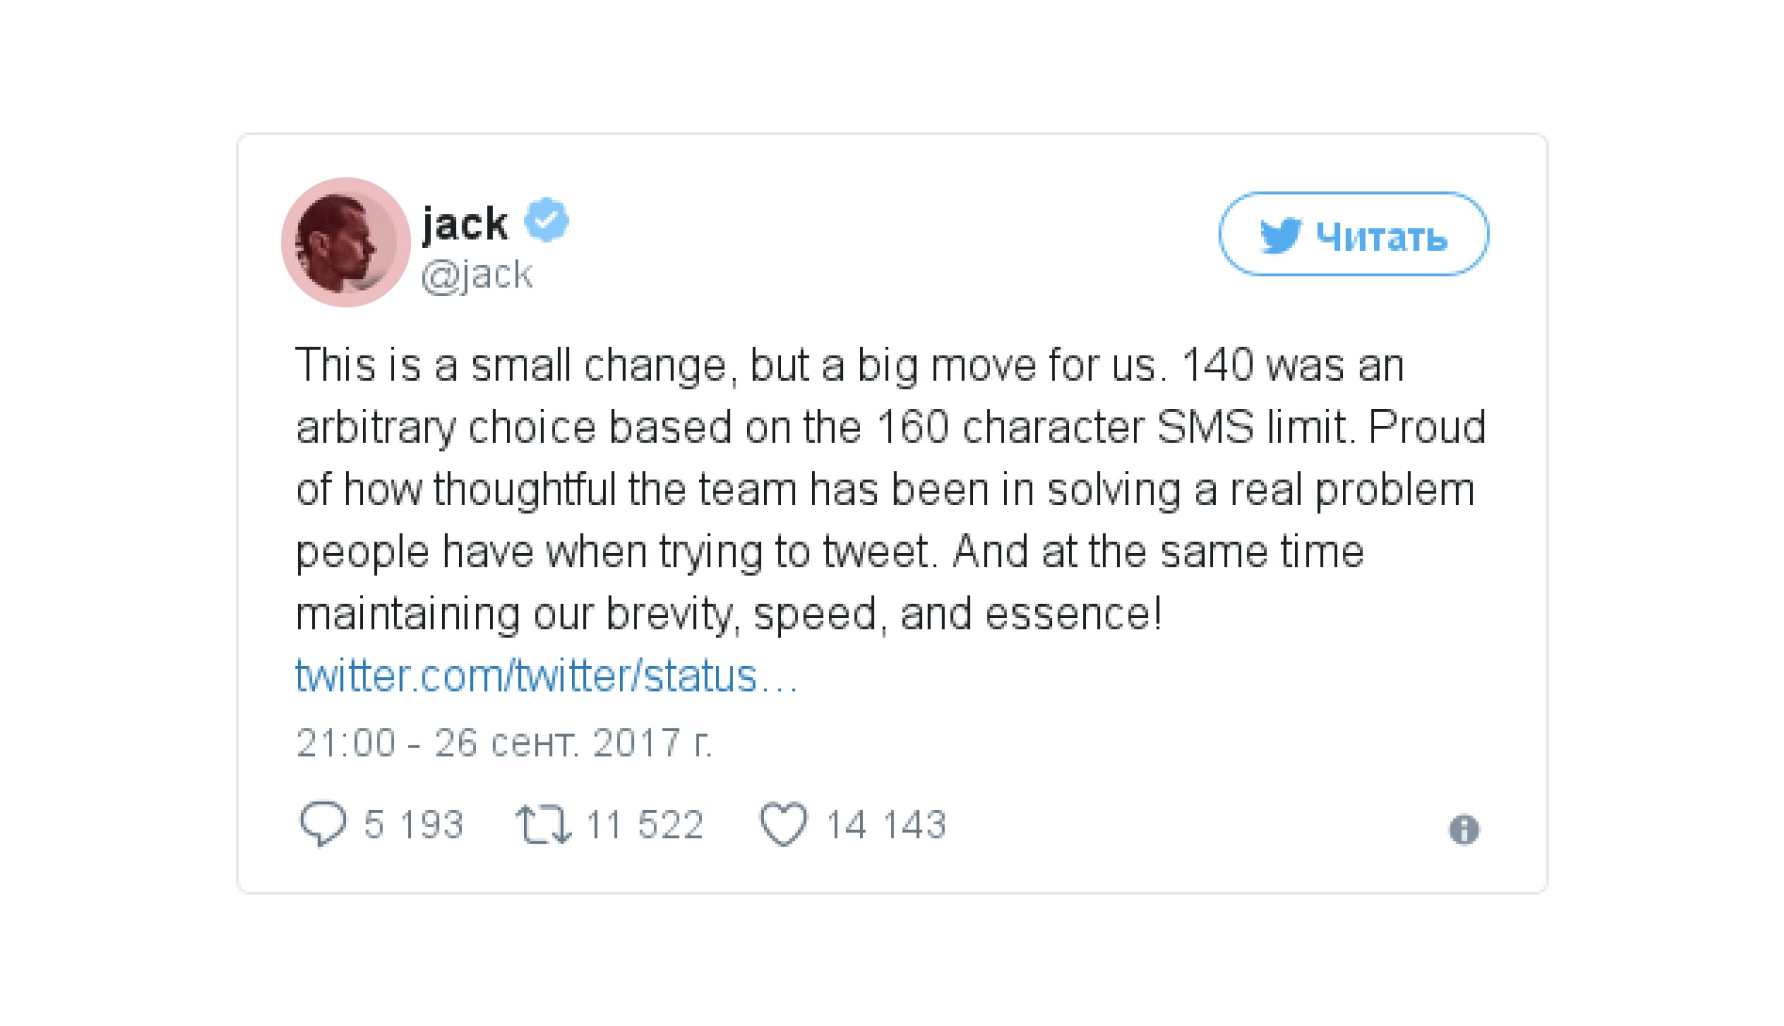 jack
@jack
Читать
This is a small change, but a big move for us. 140 was an
arbitrary choice based on the 160 character SMS limit. Proud
of how thoughtful the team has been in solving a real problem
people have when trying to tweet. And at the same time
maintaining our brevity, speed, and essence!
twitter.com/twitter/status…
21:00 - 26 сент. 2017 г.
5 193 11 522 14 143